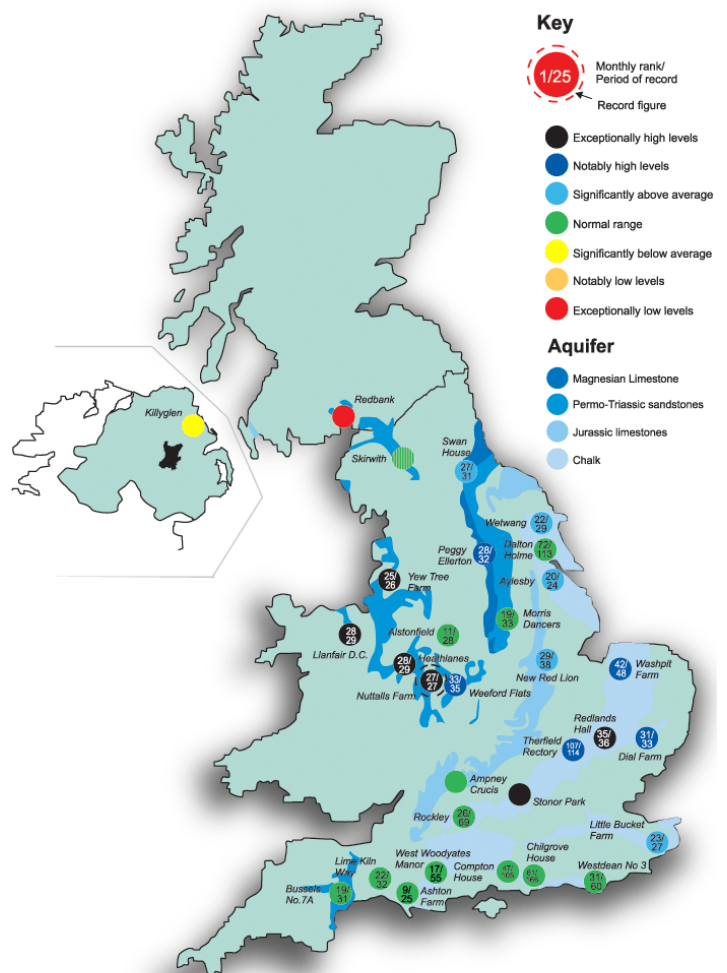 Key
1/25
Monthly rank/
Period of record
Record figure
Exceptionally high levels
Notably high levels
Significantly above average
Normal range
Significantly below average
Notably low levels
Exceptionally low levels
Aquifer
Magnesian Limestone
Permo-Triassic sandstones
Jurassic limestones
Chalk
Killyglen
Redbank
Skirwith
Swan
House
27/
31
Wetwang
22/
29
Dalton
Holme
72/
113
Peggy
Ellerton
28/
32
Aylesby
20/
24
25/
26
Yew Tree
Farm
19/
33
Morris
Dancers
28
29
Llanfair D.C.
Alstonfield
11/
28
28/
29
Heathlanes
29/
38
New Red Lion
42/
48
Washpit
Farm
Nuttalls Farm
27/
27
33/
35
Weeford Flats
Redlands
Hall
35/
36
Therfield
Rectory
107/
114
31/
33
Dial Farm
Ampney
Crucis
Stonor Park
Rockley
26/
69
Little Bucket
Farm
23/
27
Lime Kiln
Way
22/
32
West Woodyates
Manor
17/
55
Compton
House
Chilgrove
House
Westdean No 3
31/
60
Bussels
No.7A
19/
31
9/
25
Ashton
Farm